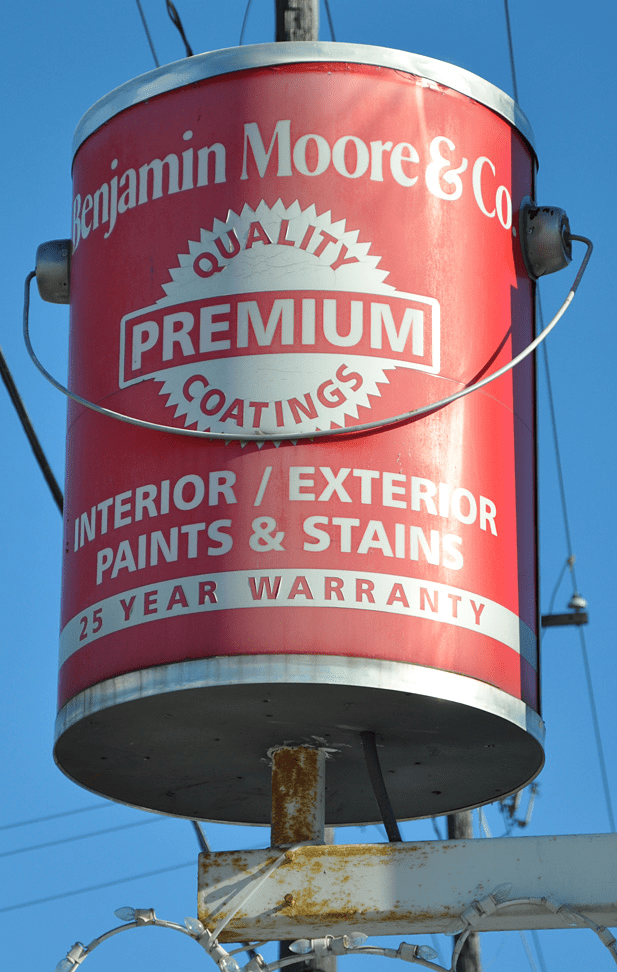 Benjamin Moore & Co.
QUALITY
PREMIUM
COATINGS
INTERIOR / EXTERIOR
PAINTS & STAINS
25 YEAR WARRANTY